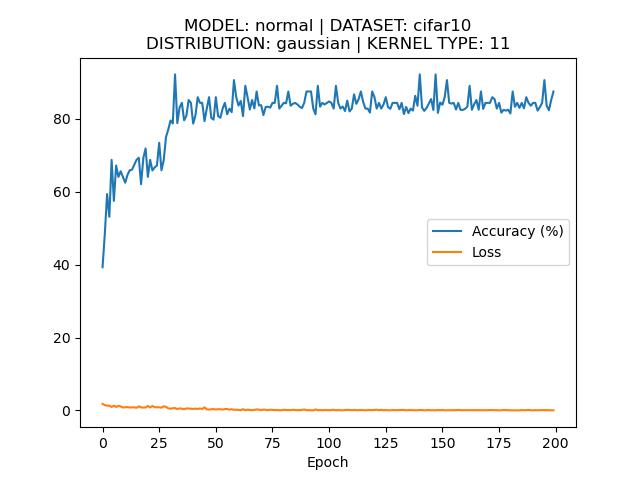 MODEL: normal | DATASET: cifar10
DISTRIBUTION: gaussian | KERNEL TYPE: 11
80
60
40
20
0
Accuracy (%)
Loss
0 25 50 75 100 125 150 175 200
Epoch